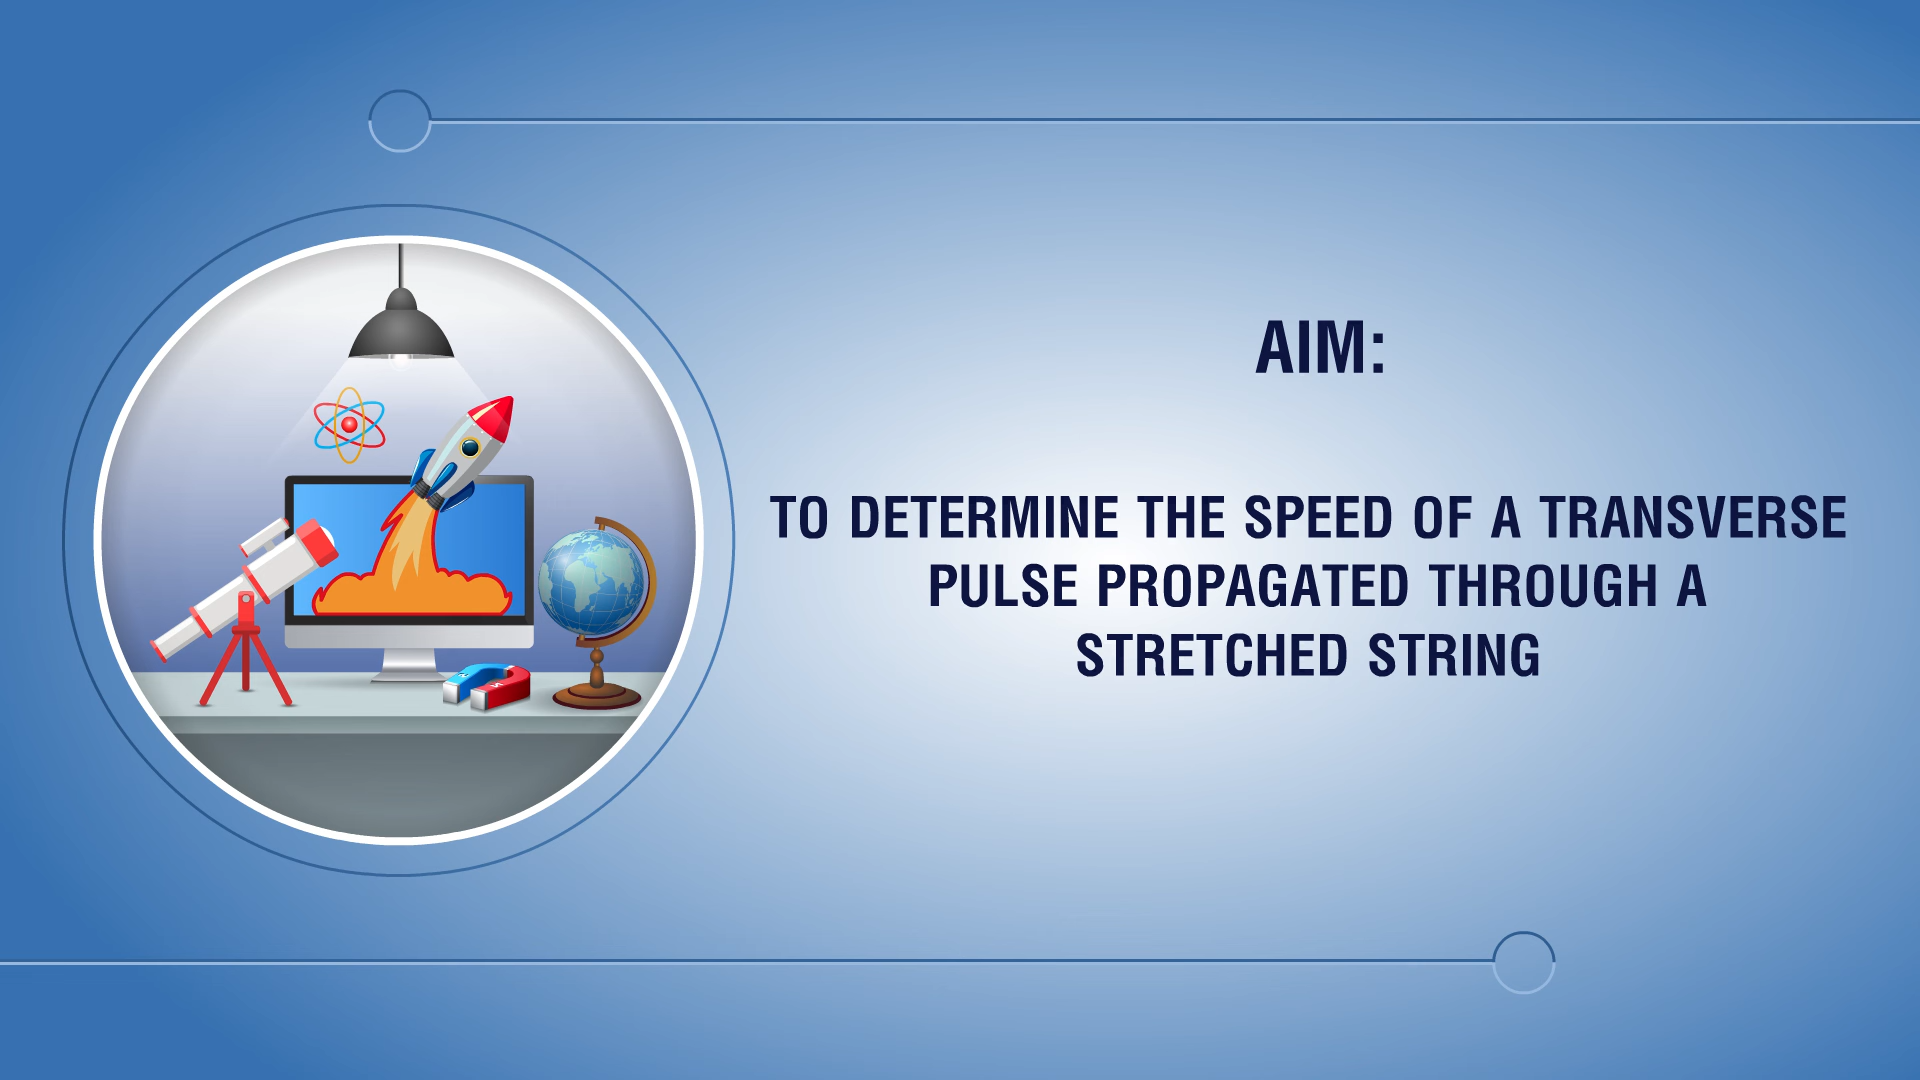 AIM:
TO DETERMINE THE SPEED OF A TRANSVERSE
PULSE PROPAGATED THROUGH A
STRETCHED STRING